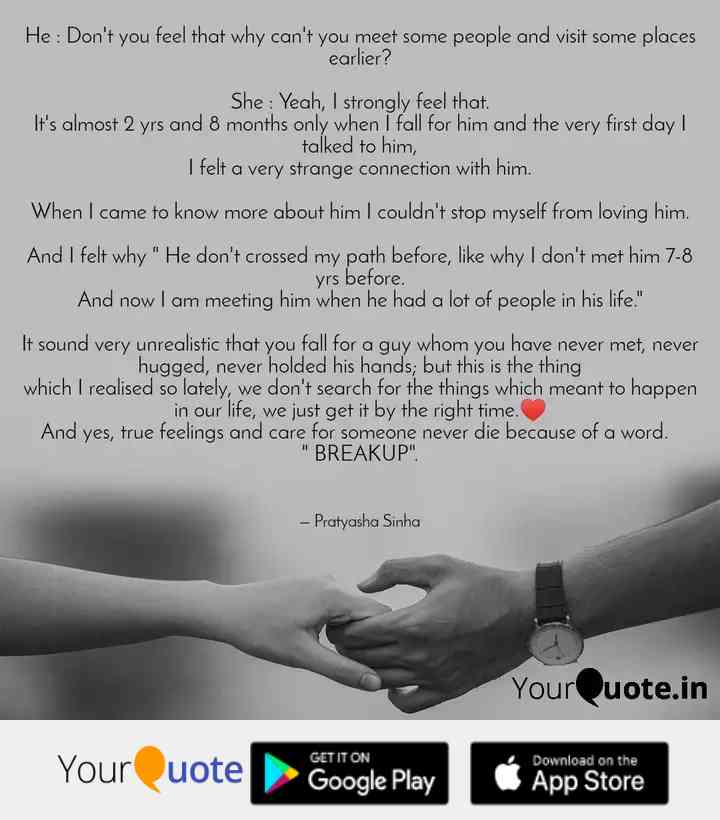 He : Don't you feel that why can't you meet some people and visit some places
earlier?
She : Yeah, I strongly feel that.
It's almost 2 yrs and 8 months only when I fall for him and the very first day I
talked to him,
I felt a very strange connection with him.
When I came to know more about him I couldn't stop myself from loving him.
And I felt why " He don't crossed my path before, like why I don't met him 7-8
yrs before.
And now I am meeting him when he had a lot of people in his life."
It sound very unrealistic that you fall for a guy whom you have never met, never
hugged, never holded his hands; but this is the thing
which I realised so lately, we don't search for the things which meant to happen
in our life, we just get it by the right time.♥️
And yes, true feelings and care for someone never die because of a word.
" BREAKUP".
– Pratyasha Sinha
YourQuote.in
YourQuote
GET IT ON
Google Play
Download on the
App Store